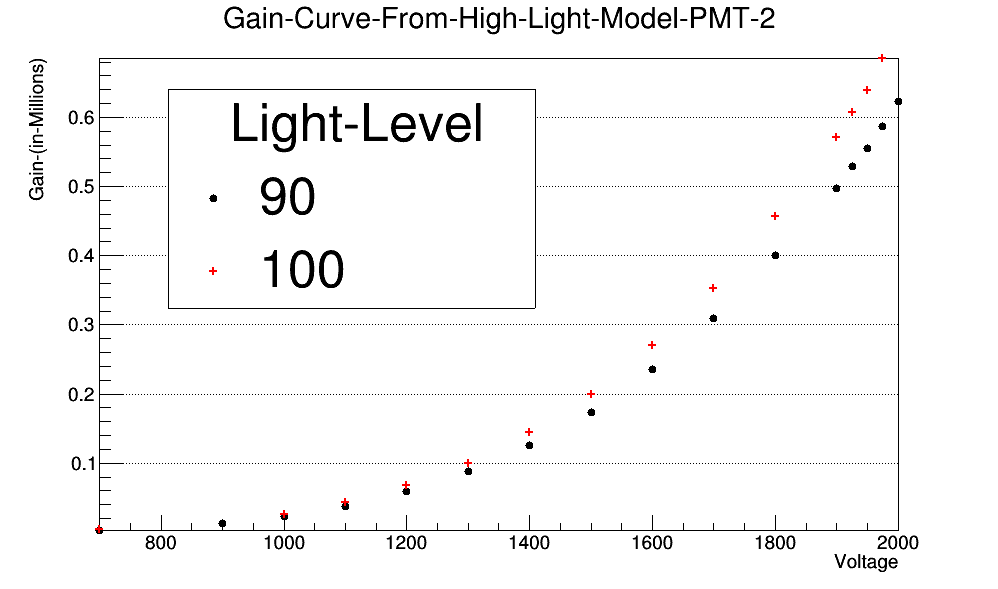 Gain-Curve-From-High-Light-Model-PMT-2
Gain-(in-Millions)
Light-Level
90
100
0.6
0.5
0.4
0.3
0.2
0.1
800 1000 1200 1400 1600 1800 2000
Voltage